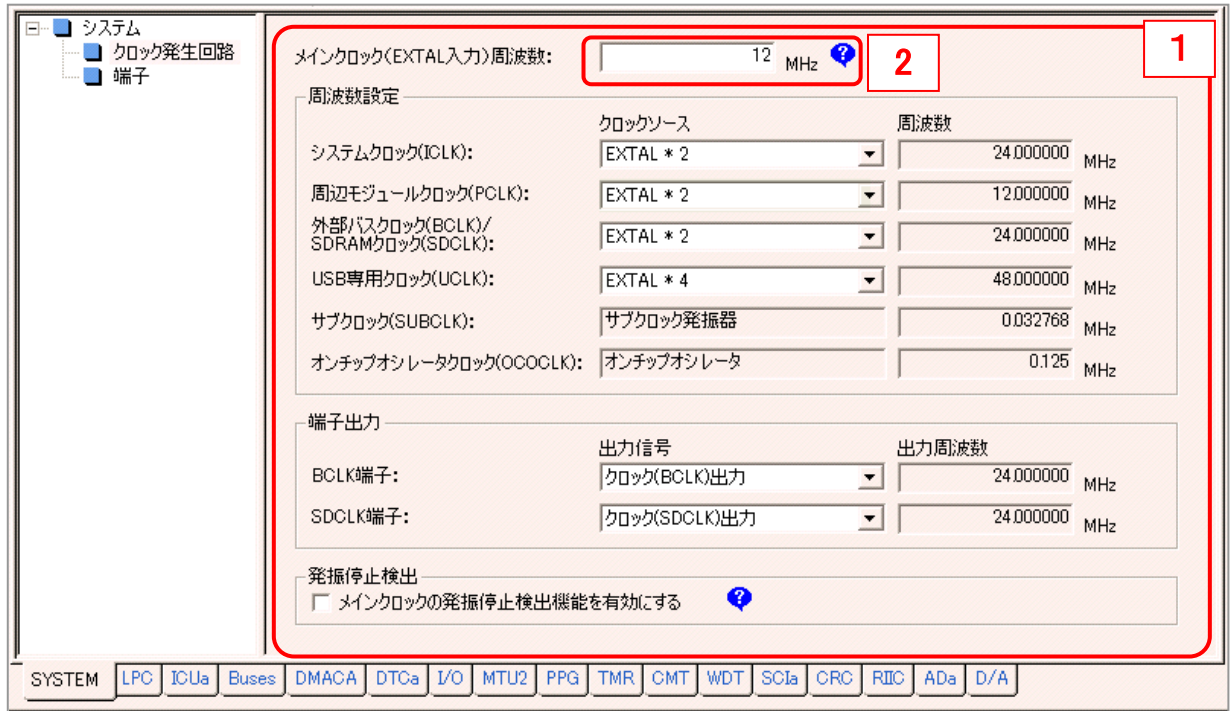 システム
クロック発生回路
端子
1
メインクロック(EXTAL入力)周波数: 12 MHz
2
周波数設定
クロックソース 周波数
システムクロック(ICLK): EXTAL * 2 24.000000 MHz
周辺モジュールクロック(PCLK): EXTAL * 2 12.000000 MHz
外部バスクロック(BCLK)/
SDRAMクロック(SDCLK): EXTAL * 2 24.000000 MHz
USB専用クロック(UCLK): EXTAL * 4 48.000000 MHz
サブクロック(SUBCLK): サブクロック発振器 0.032768 MHz
オンチップオシレータクロック(OCOCLK): オンチップオシレータ 0.125 MHz
端子出力
出力信号 出力周波数
BCLK端子: クロック(BCLK)出力 24.000000 MHz
SDCLK端子: クロック(SDCLK)出力 24.000000 MHz
発振停止検出
メインクロックの発振停止検出機能を有効にする ?
SYSTEM LPC ICUa Buses DMACA DTCa I/O MTU2 PPG TMR CMT WDT SCIa CRC RIIC ADa D/A